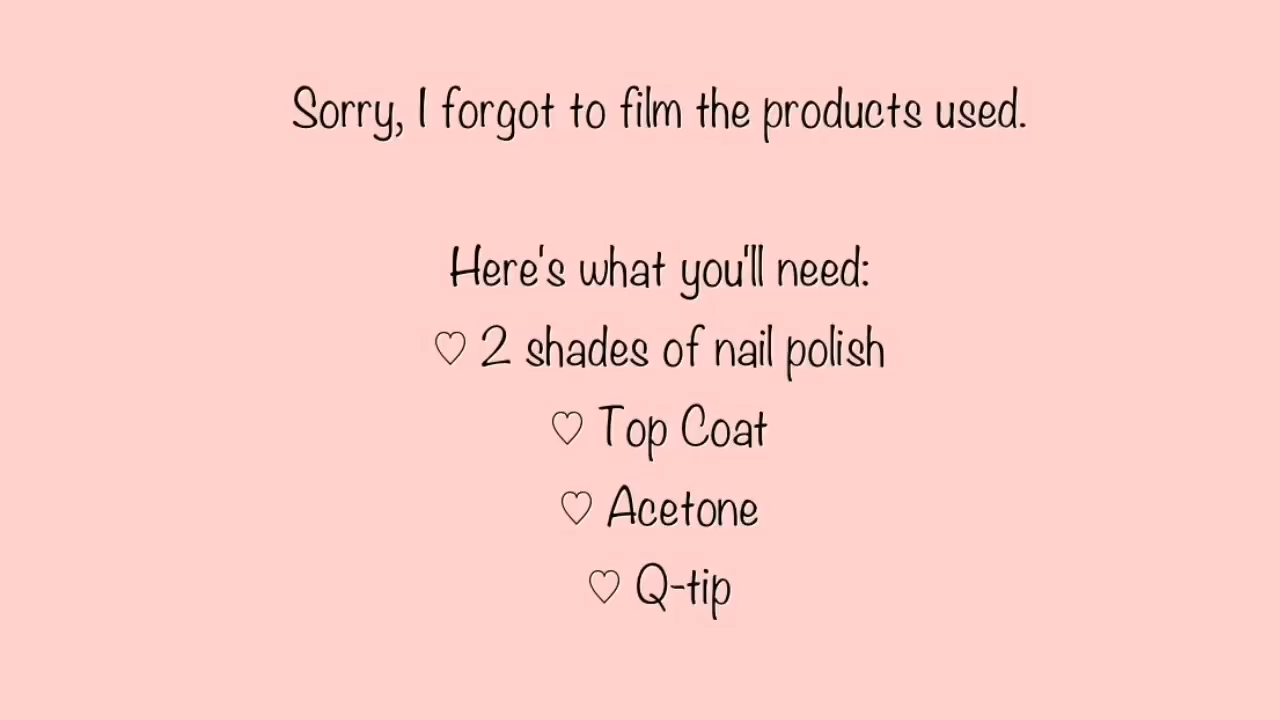 Sorry, I forgot to film the products used.
Here's what you'll need:
♡ 2 shades of nail polish
♡ Top Coat
♡ Acetone
♡ Q-tip